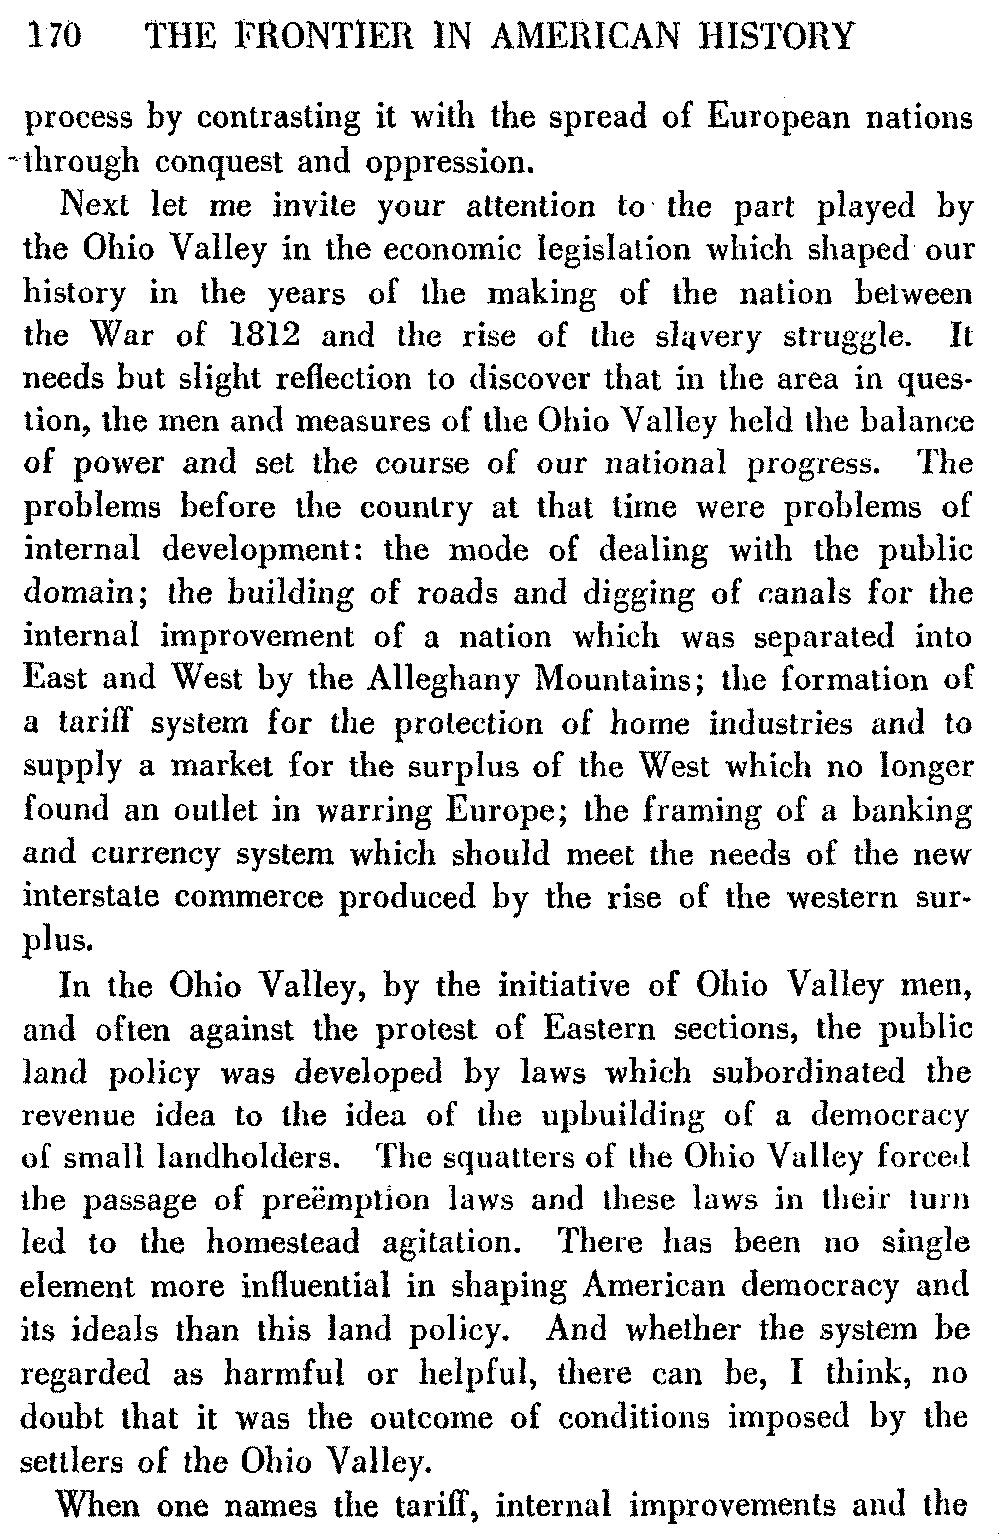 170 THE FRONTIER IN AMERICAN HISTORY
process by contrasting it with the spread of European nations
through conquest and oppression.
Next let me invite your attention to the part played by
the Ohio Valley in the economic legislation which shaped our
history in the years of the making of the nation between
the War of 1812 and the rise of the slavery struggle. It
needs but slight reflection to discover that in the area in ques-
tion, the men and measures of the Ohio Valley held the balance
of power and set the course of our national progress. The
problems before the country at that time were problems of
internal development: the mode of dealing with the public
domain; the building of roads and digging of canals for the
internal improvement of a nation which was separated into
East and West by the Alleghany Mountains; the formation of
a tariff system for the protection of home industries and to
supply a market for the surplus of the West which no longer
found an outlet in warring Europe; the framing of a banking
and currency system which should meet the needs of the new
interstate commerce produced by the rise of the western sur-
plus.
In the Ohio Valley, by the initiative of Ohio Valley men,
and often against the protest of Eastern sections, the public
land policy was developed by laws which subordinated the
revenue idea to the idea of the upbuilding of a democracy
of small landholders. The squatters of the Ohio Valley forced
the passage of preëmption laws and these laws in their turn
led to the homestead agitation. There has been no single
element more influential in shaping American democracy and
its ideals than this land policy. And whether the system be
regarded as harmful or helpful, there can be, I think, no
doubt that it was the outcome of conditions imposed by the
settlers of the Ohio Valley.
When one names the tariff, internal improvements and the